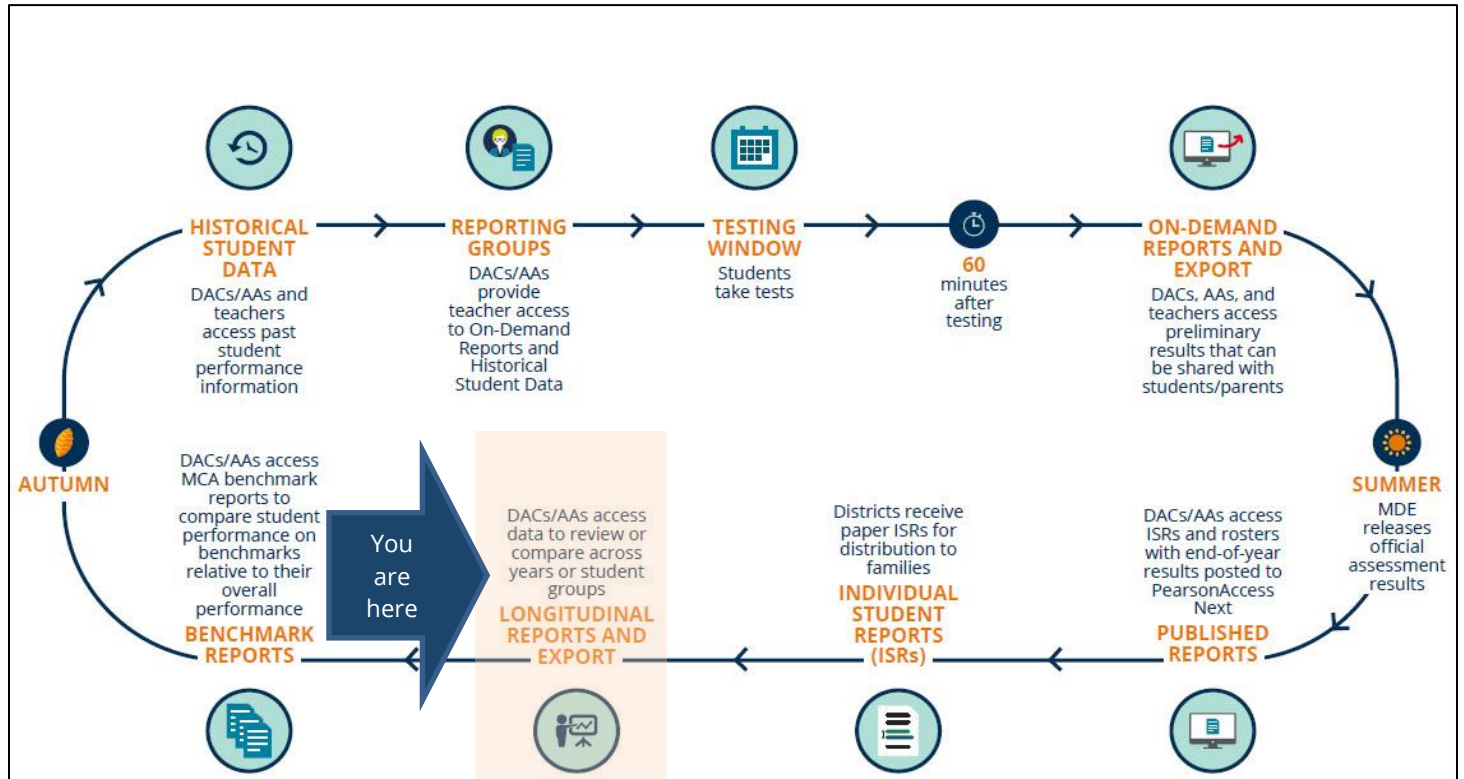 HISTORICAL
STUDENT
DATA
DACs/AAs and
teachers
access past
student
performance
information
REPORTING
GROUPS
DACs/AAs
provide
teacher access
to On-Demand
Reports and
Historical
Student Data
TESTING
WINDOW
Students
take tests
60
minutes
after
testing
ON-DEMAND
REPORTS AND
EXPORT
DACs, AAs, and
teachers access
preliminary
results that can
be shared with
students/parents
SUMMER
MDE
releases
official
assessment
results
DACs/AAs access
ISRs and rosters
with end-of-year
results posted to
PearsonAccess
Next
PUBLISHED
REPORTS
Districts receive
paper ISRs for
distribution to
families
INDIVIDUAL
STUDENT
REPORTS
(ISRs)
DACs/AAs access
data to review or
compare across
years or student
groups
LONGITUDINAL
REPORTS AND
EXPORT
You
are
here
DACs/AAs access
MCA benchmark
reports to
compare student
performance on
benchmarks
relative to their
overall
performance
BENCHMARK
REPORTS
AUTUMN